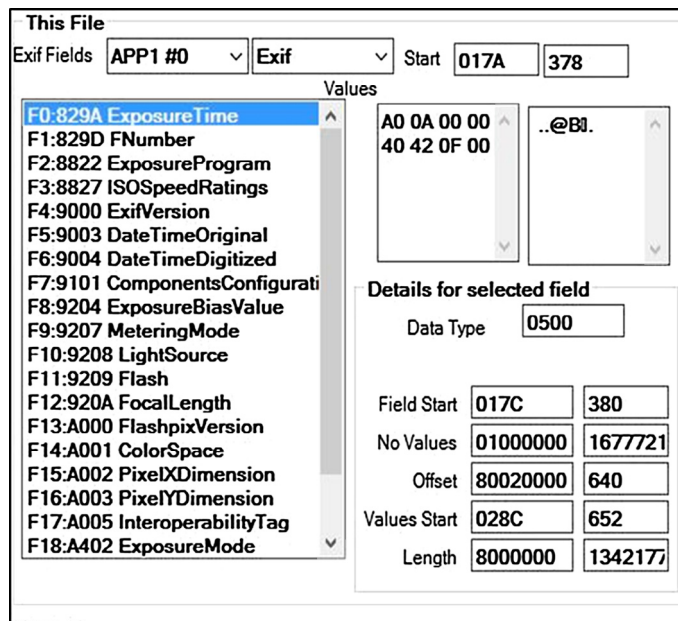 This File
Exif Fields APP1 #0 Exif Start 017A 378
Values
F0:829A ExposureTime
F1:829D FNumber
F2:8822 ExposureProgram
F3:8827 ISOSpeedRatings
F4:9000 ExifVersion
F5:9003 DateTimeOriginal
F6:9004 DateTimeDigitized
F7:9101 ComponentsConfigurati
F8:9204 ExposureBiasValue
F9:9207 MeteringMode
F10:9208 LightSource
F11:9209 Flash
F12:920A FocalLength
F13:A000 FlashpixVersion
F14:A001 ColorSpace
F15:A002 PixelXDimension
F16:A003 PixelYDimension
F17:A005 InteroperabilityTag
F18:A402 ExposureMode
A0 0A 00 00
40 42 0F 00
..@B▯.
Details for selected field
Data Type 0500
Field Start 017C 380
No Values 01000000 1677721
Offset 80020000 640
Values Start 028C 652
Length 8000000 1342177